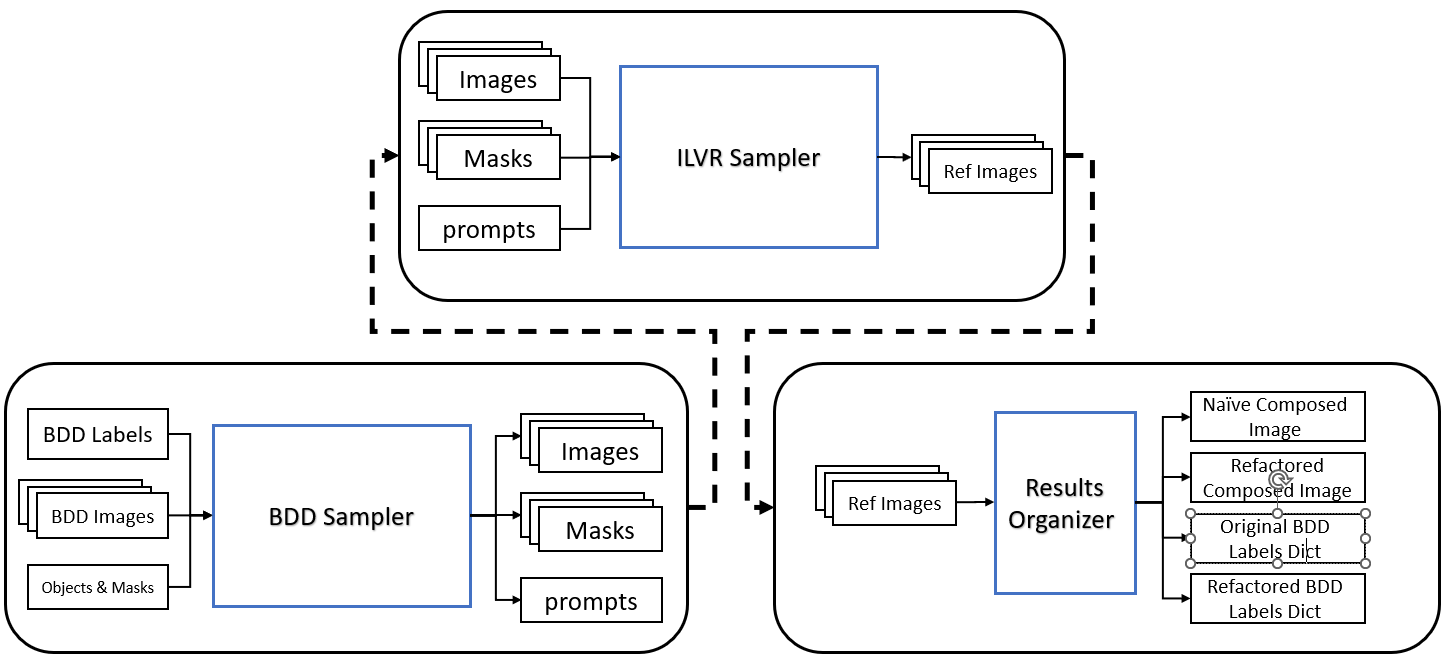 Images
Masks
prompts
ILVR Sampler
Ref Images
BDD Labels
BDD Images
Objects & Masks
BDD Sampler
Images
Masks
prompts
Ref Images
Results
Organizer
Naïve Composed
Image
Refactored
Composed Image
Original BDD
Labels Dict
Refactored BDD
Labels Dict